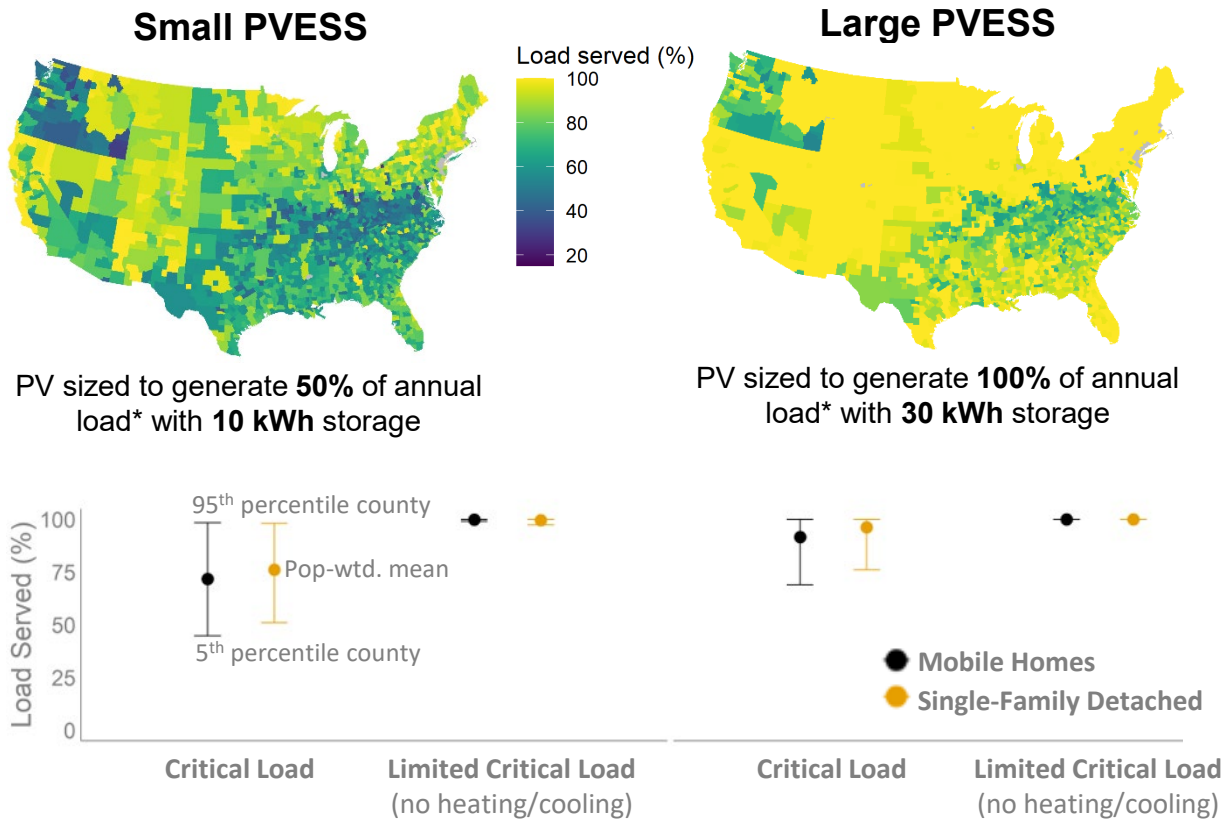 Small PVESS
Large PVESS
Load served (%)
100
80
60
40
20
PV sized to generate 50% of annual
load* with 10 kWh storage
PV sized to generate 100% of annual
load* with 30 kWh storage
Load Served (%)
100
75
50
25
0
95th percentile county
Pop-wtd. mean
5th percentile county
Mobile Homes
Single-Family Detached
Critical Load
Limited Critical Load
(no heating/cooling)
Critical Load
Limited Critical Load
(no heating/cooling)